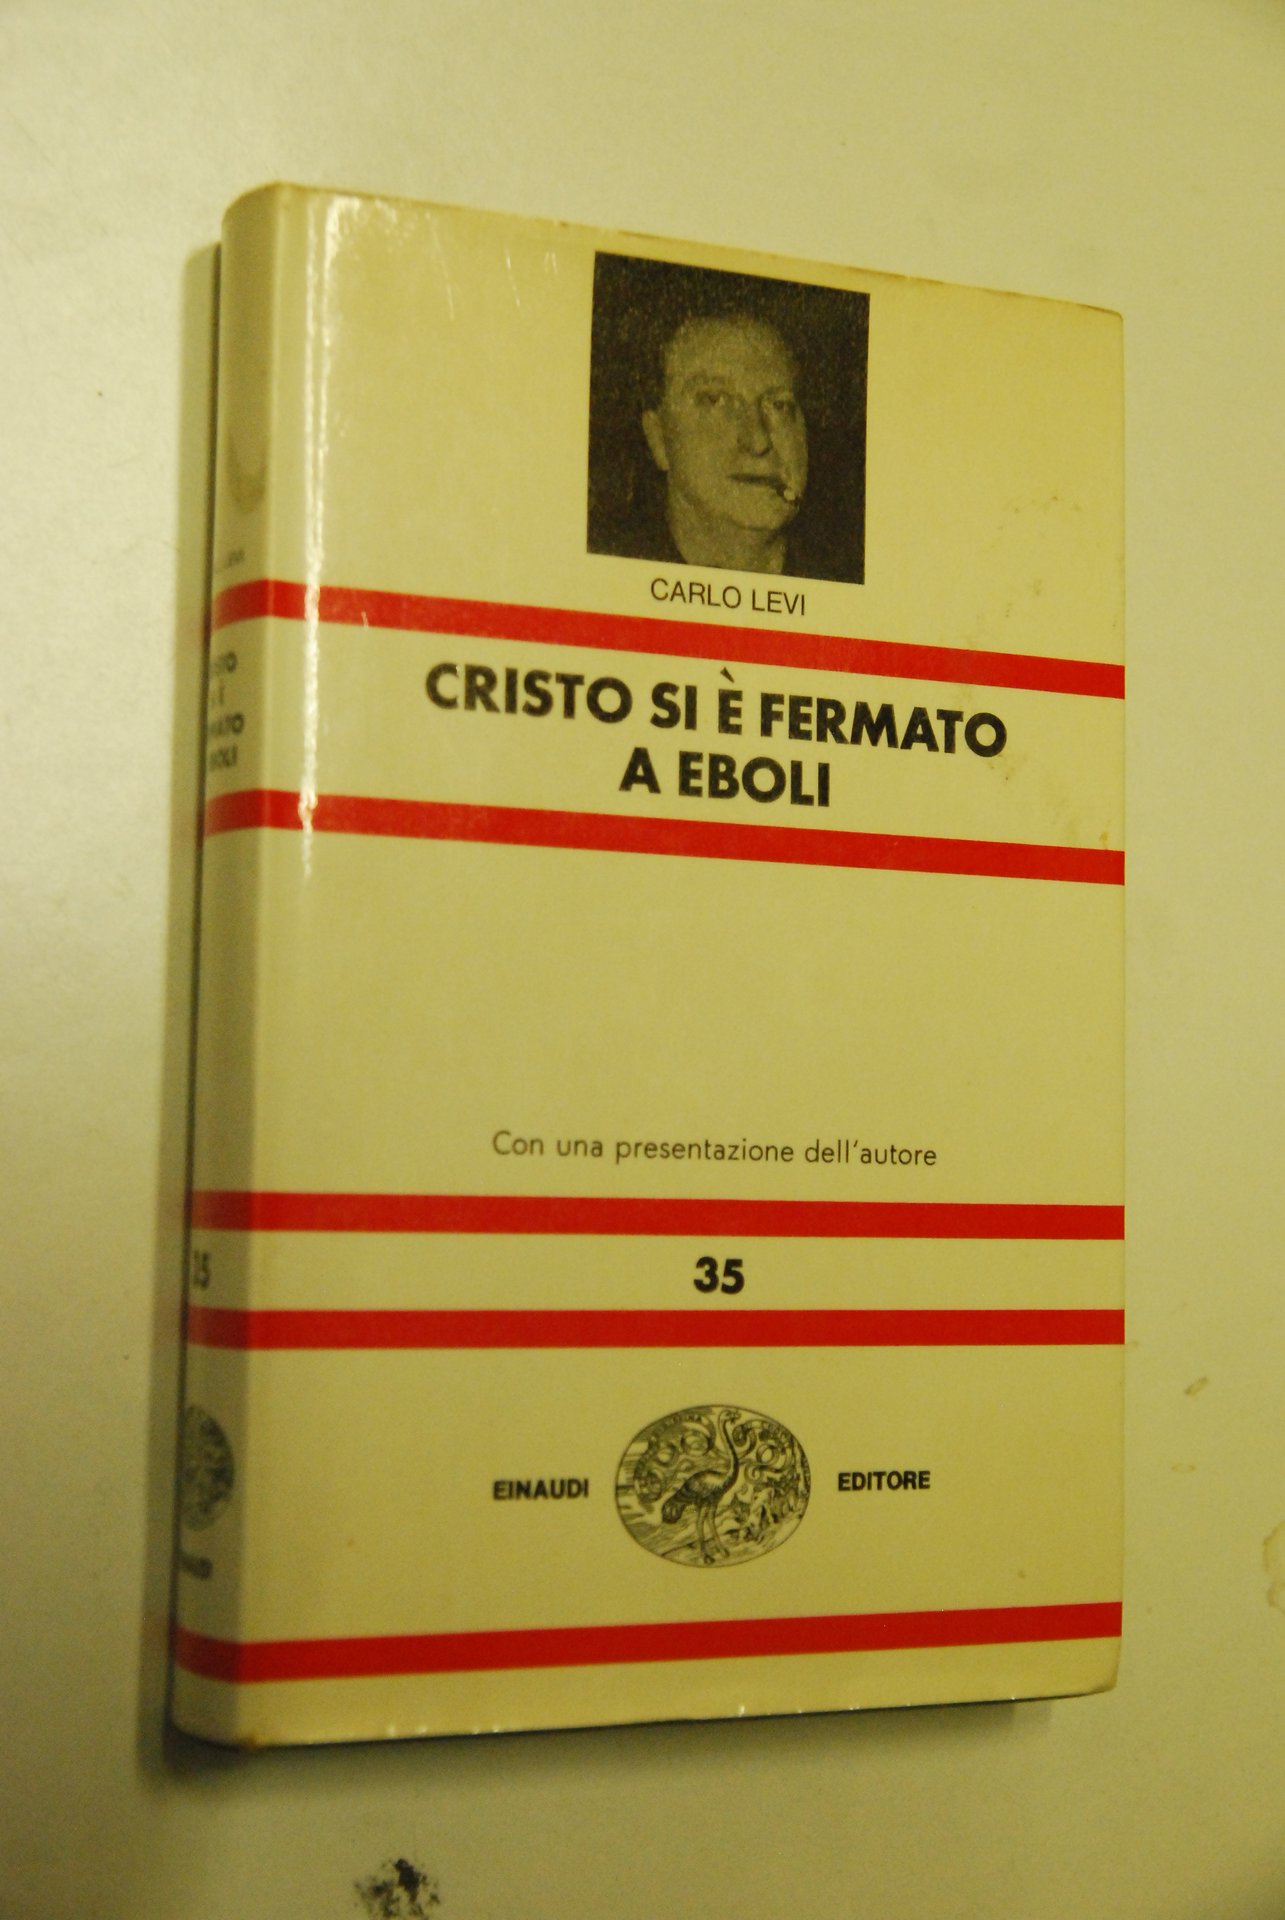 CARLO LEVI
CRISTO SI È FERMATO
A EBOLI
Con una presentazione dell'autore
35
EINAUDI
EDITORE